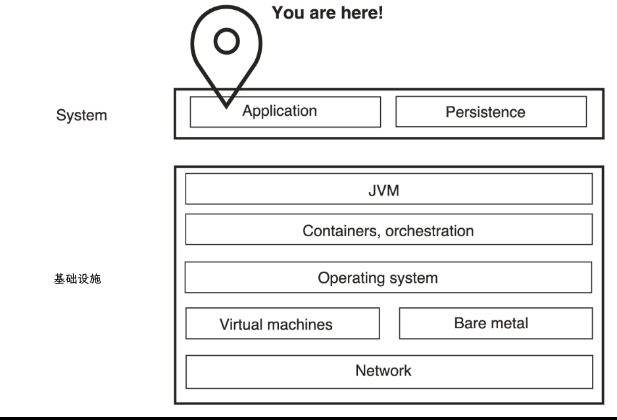 You are here!
System
Application
Persistence
JVM
Containers, orchestration
基础设施
Operating system
Virtual machines
Bare metal
Network